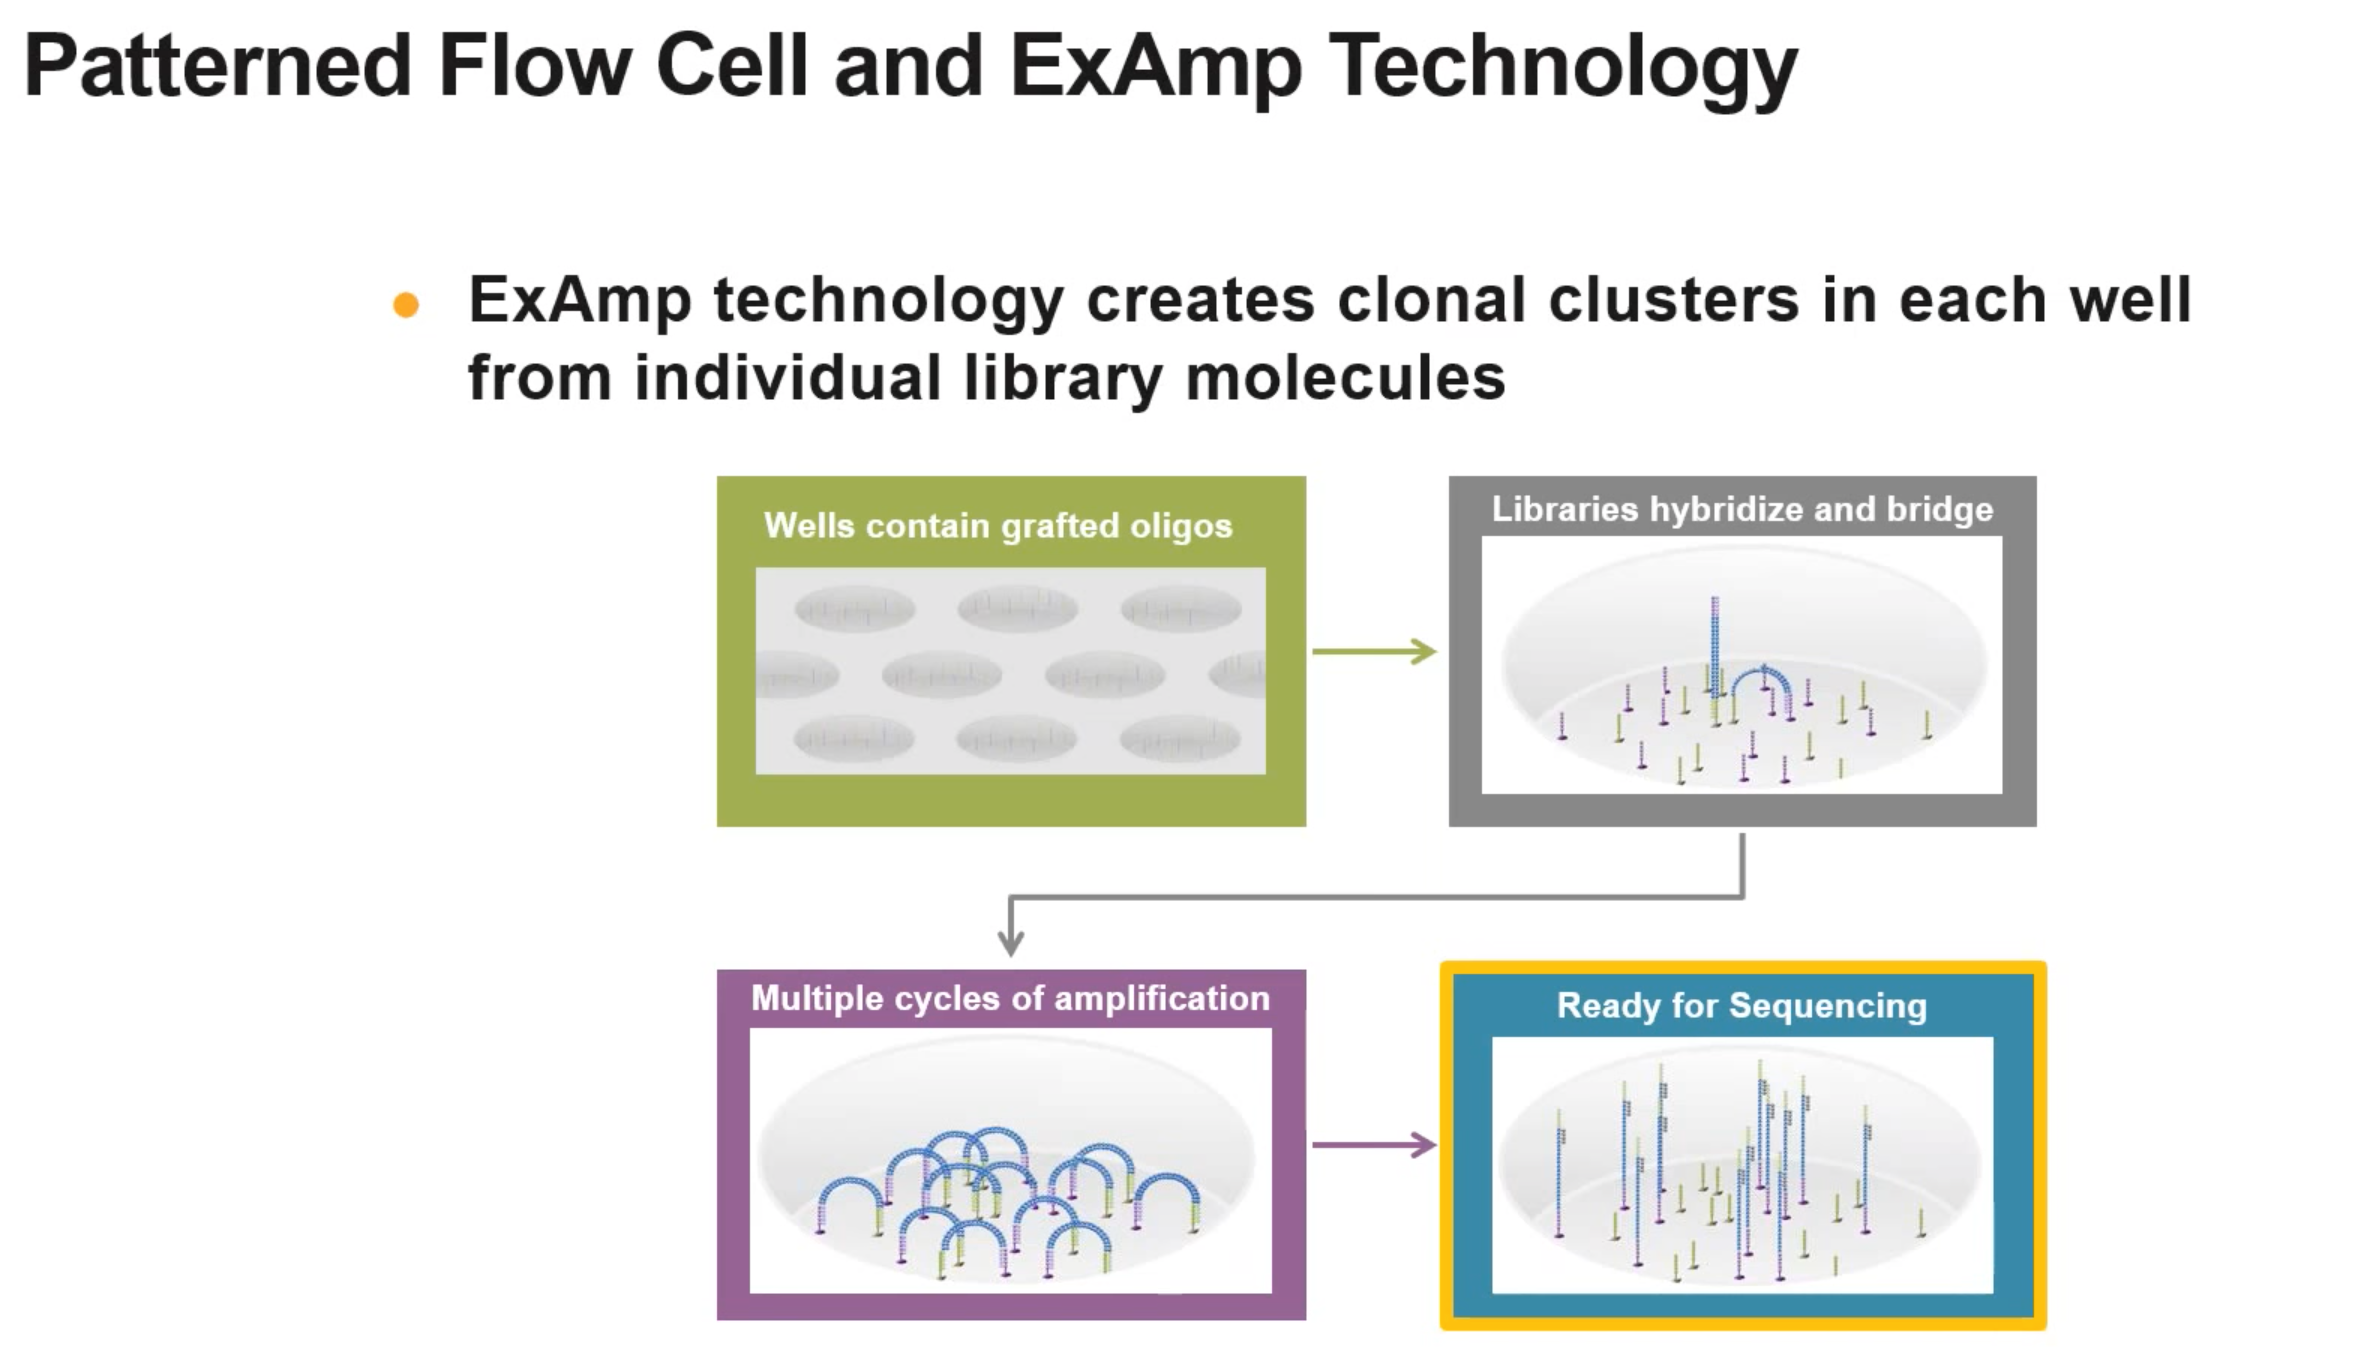 Patterned Flow Cell and ExAmp Technology
ExAmp technology creates clonal clusters in each well
from individual library molecules
Wells contain grafted oligos
Libraries hybridize and bridge
Multiple cycles of amplification
Ready for Sequencing